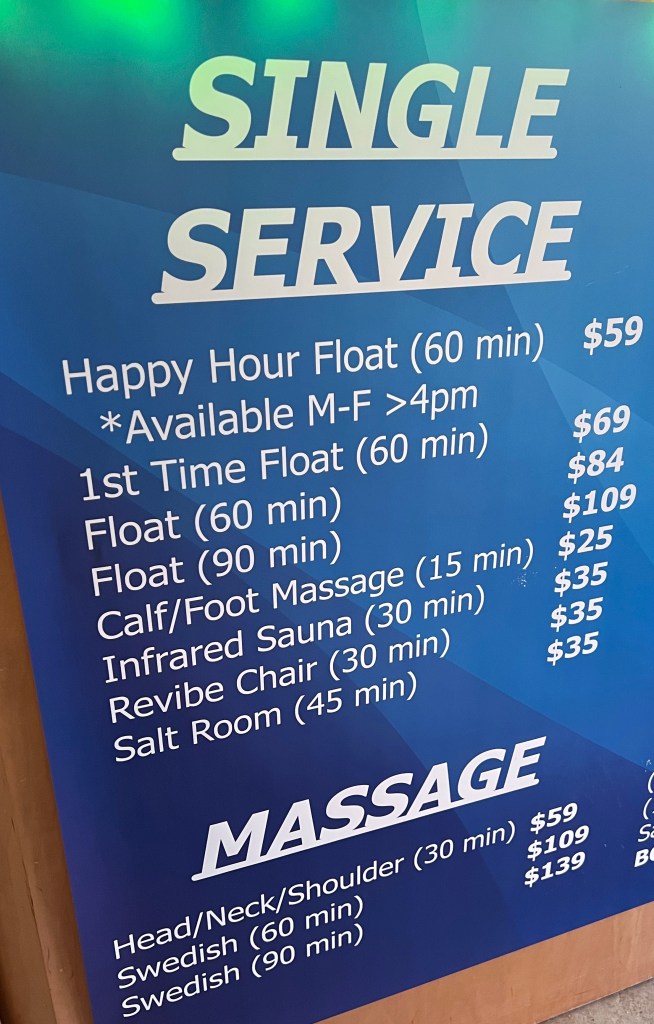 SINGLE
SERVICE
Happy Hour Float (60 min) $59
*Available M-F >4pm
1st Time Float (60 min) $69
Float (60 min) $84
Float (90 min) $109
Calf/Foot Massage (15 min) $25
Infrared Sauna (30 min) $35
Revibe Chair (30 min) $35
Salt Room (45 min) $35
MASSAGE
Head/Neck/Shoulder (30 min) $59
Swedish (60 min) $109
Swedish (90 min) $139